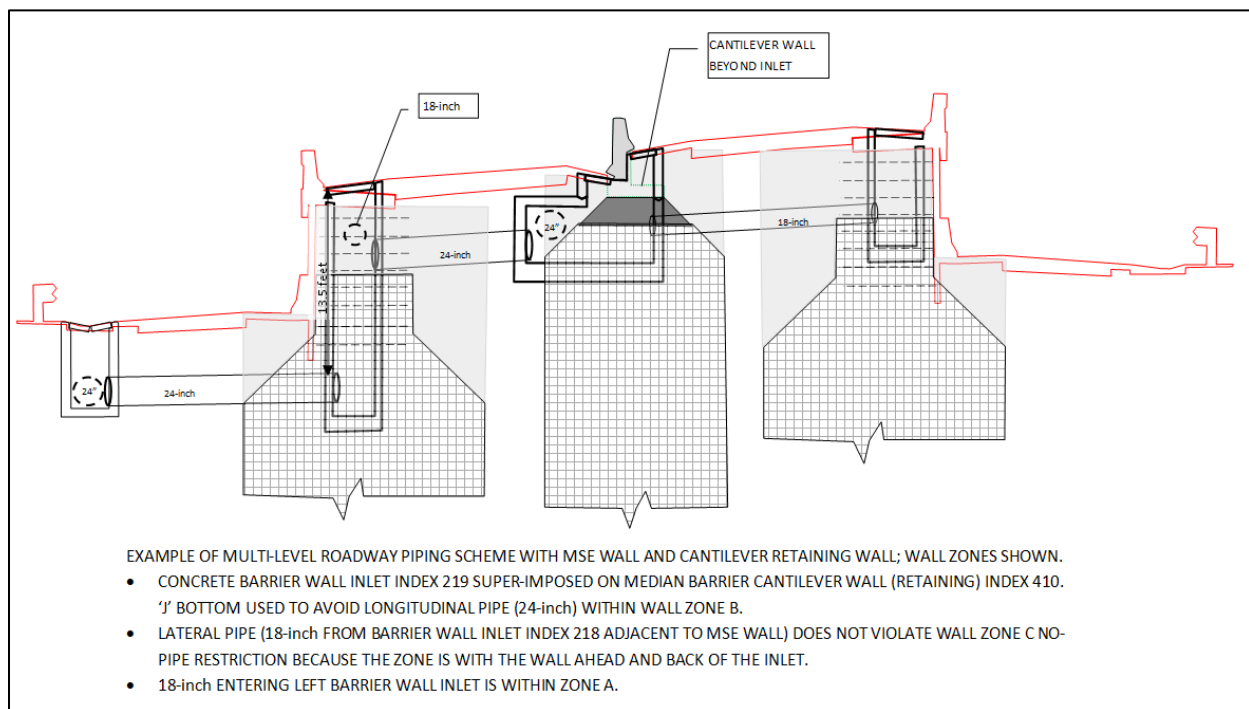 CANTILEVER WALL
BEYOND INLET
18-inch
24"
24-inch
18-inch
13.5 feet
24"
24-inch
EXAMPLE OF MULTI-LEVEL ROADWAY PIPING SCHEME WITH MSE WALL AND CANTILEVER RETAINING WALL; WALL ZONES SHOWN.
• CONCRETE BARRIER WALL INLET INDEX 219 SUPER-IMPOSED ON MEDIAN BARRIER CANTILEVER WALL (RETAINING) INDEX 410.
'J' BOTTOM USED TO AVOID LONGITUDINAL PIPE (24-inch) WITHIN WALL ZONE B.
• LATERAL PIPE (18-inch FROM BARRIER WALL INLET INDEX 218 ADJACENT TO MSE WALL) DOES NOT VIOLATE WALL ZONE C NO-
PIPE RESTRICTION BECAUSE THE ZONE IS WITH THE WALL AHEAD AND BACK OF THE INLET.
• 18-inch ENTERING LEFT BARRIER WALL INLET IS WITHIN ZONE A.